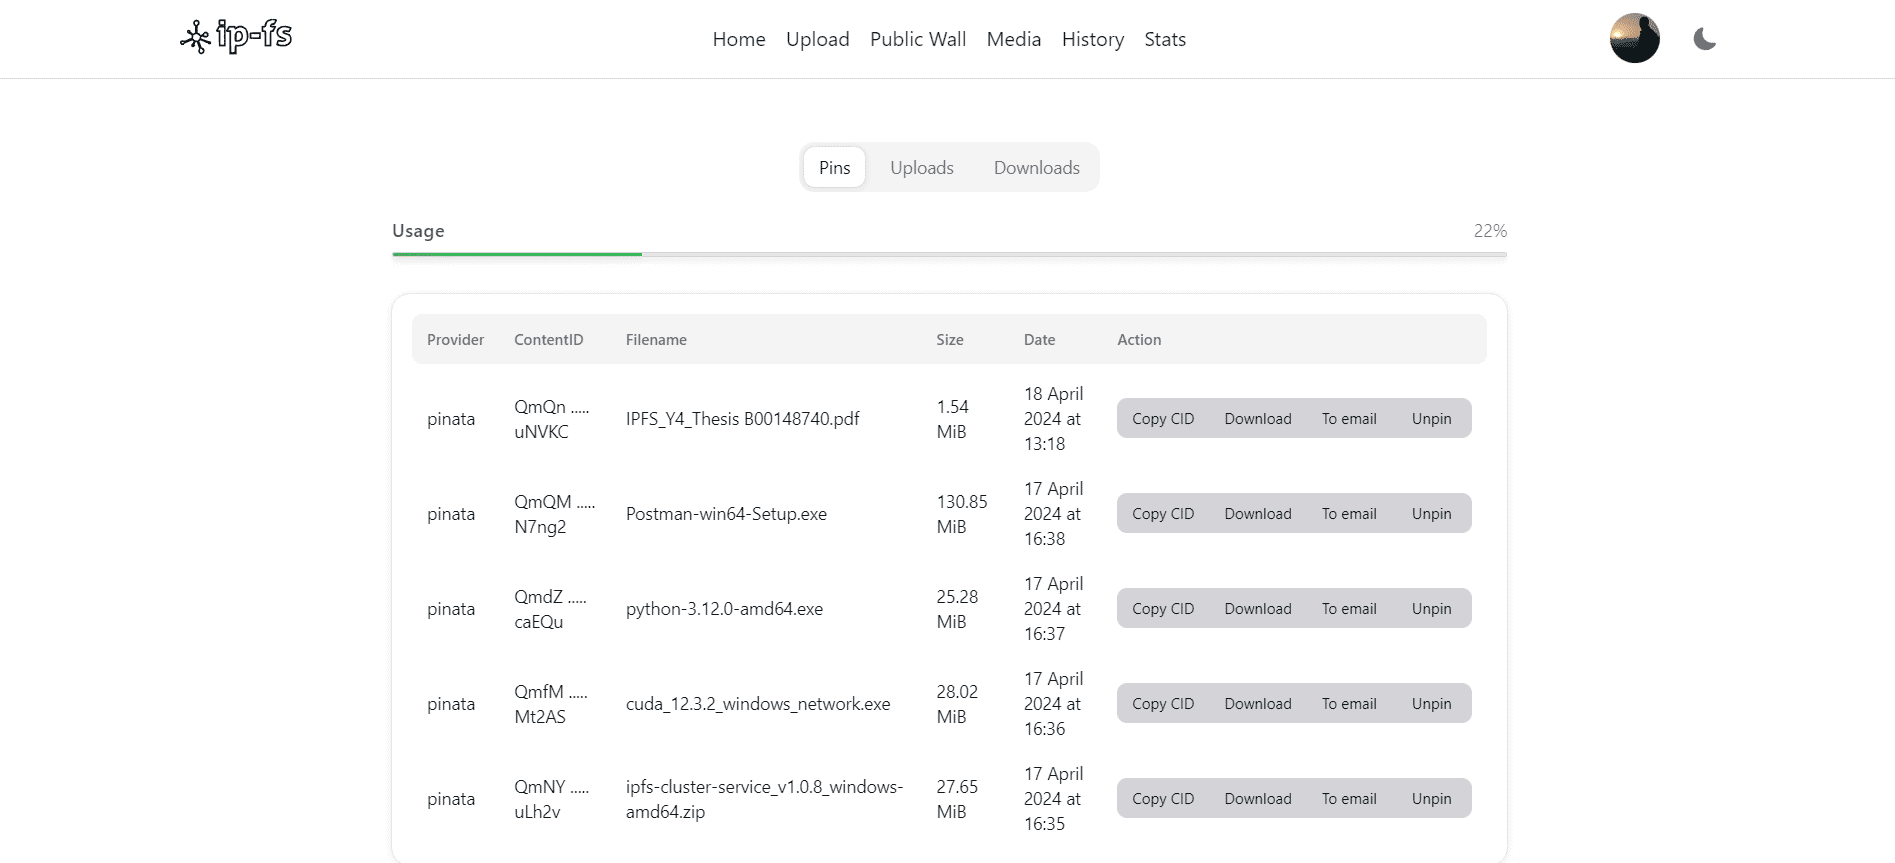 ip-fs
Home Upload Public Wall Media History Stats
Pins Uploads Downloads
Usage 22%
Provider ContentID Filename Size Date Action
pinata QmQn ..... uNVKC IPFS_Y4_Thesis B00148740.pdf 1.54 MiB 18 April 2024 at 13:18 Copy CID Download To email Unpin
pinata QmQM ..... N7ng2 Postman-win64-Setup.exe 130.85 MiB 17 April 2024 at 16:38 Copy CID Download To email Unpin
pinata QmdZ ..... caEQu python-3.12.0-amd64.exe 25.28 MiB 17 April 2024 at 16:37 Copy CID Download To email Unpin
pinata QmfM ..... Mt2AS cuda_12.3.2_windows_network.exe 28.02 MiB 17 April 2024 at 16:36 Copy CID Download To email Unpin
pinata QmNY ..... uLh2v ipfs-cluster-service_v1.0.8_windows-amd64.zip 27.65 MiB 17 April 2024 at 16:35 Copy CID Download To email Unpin